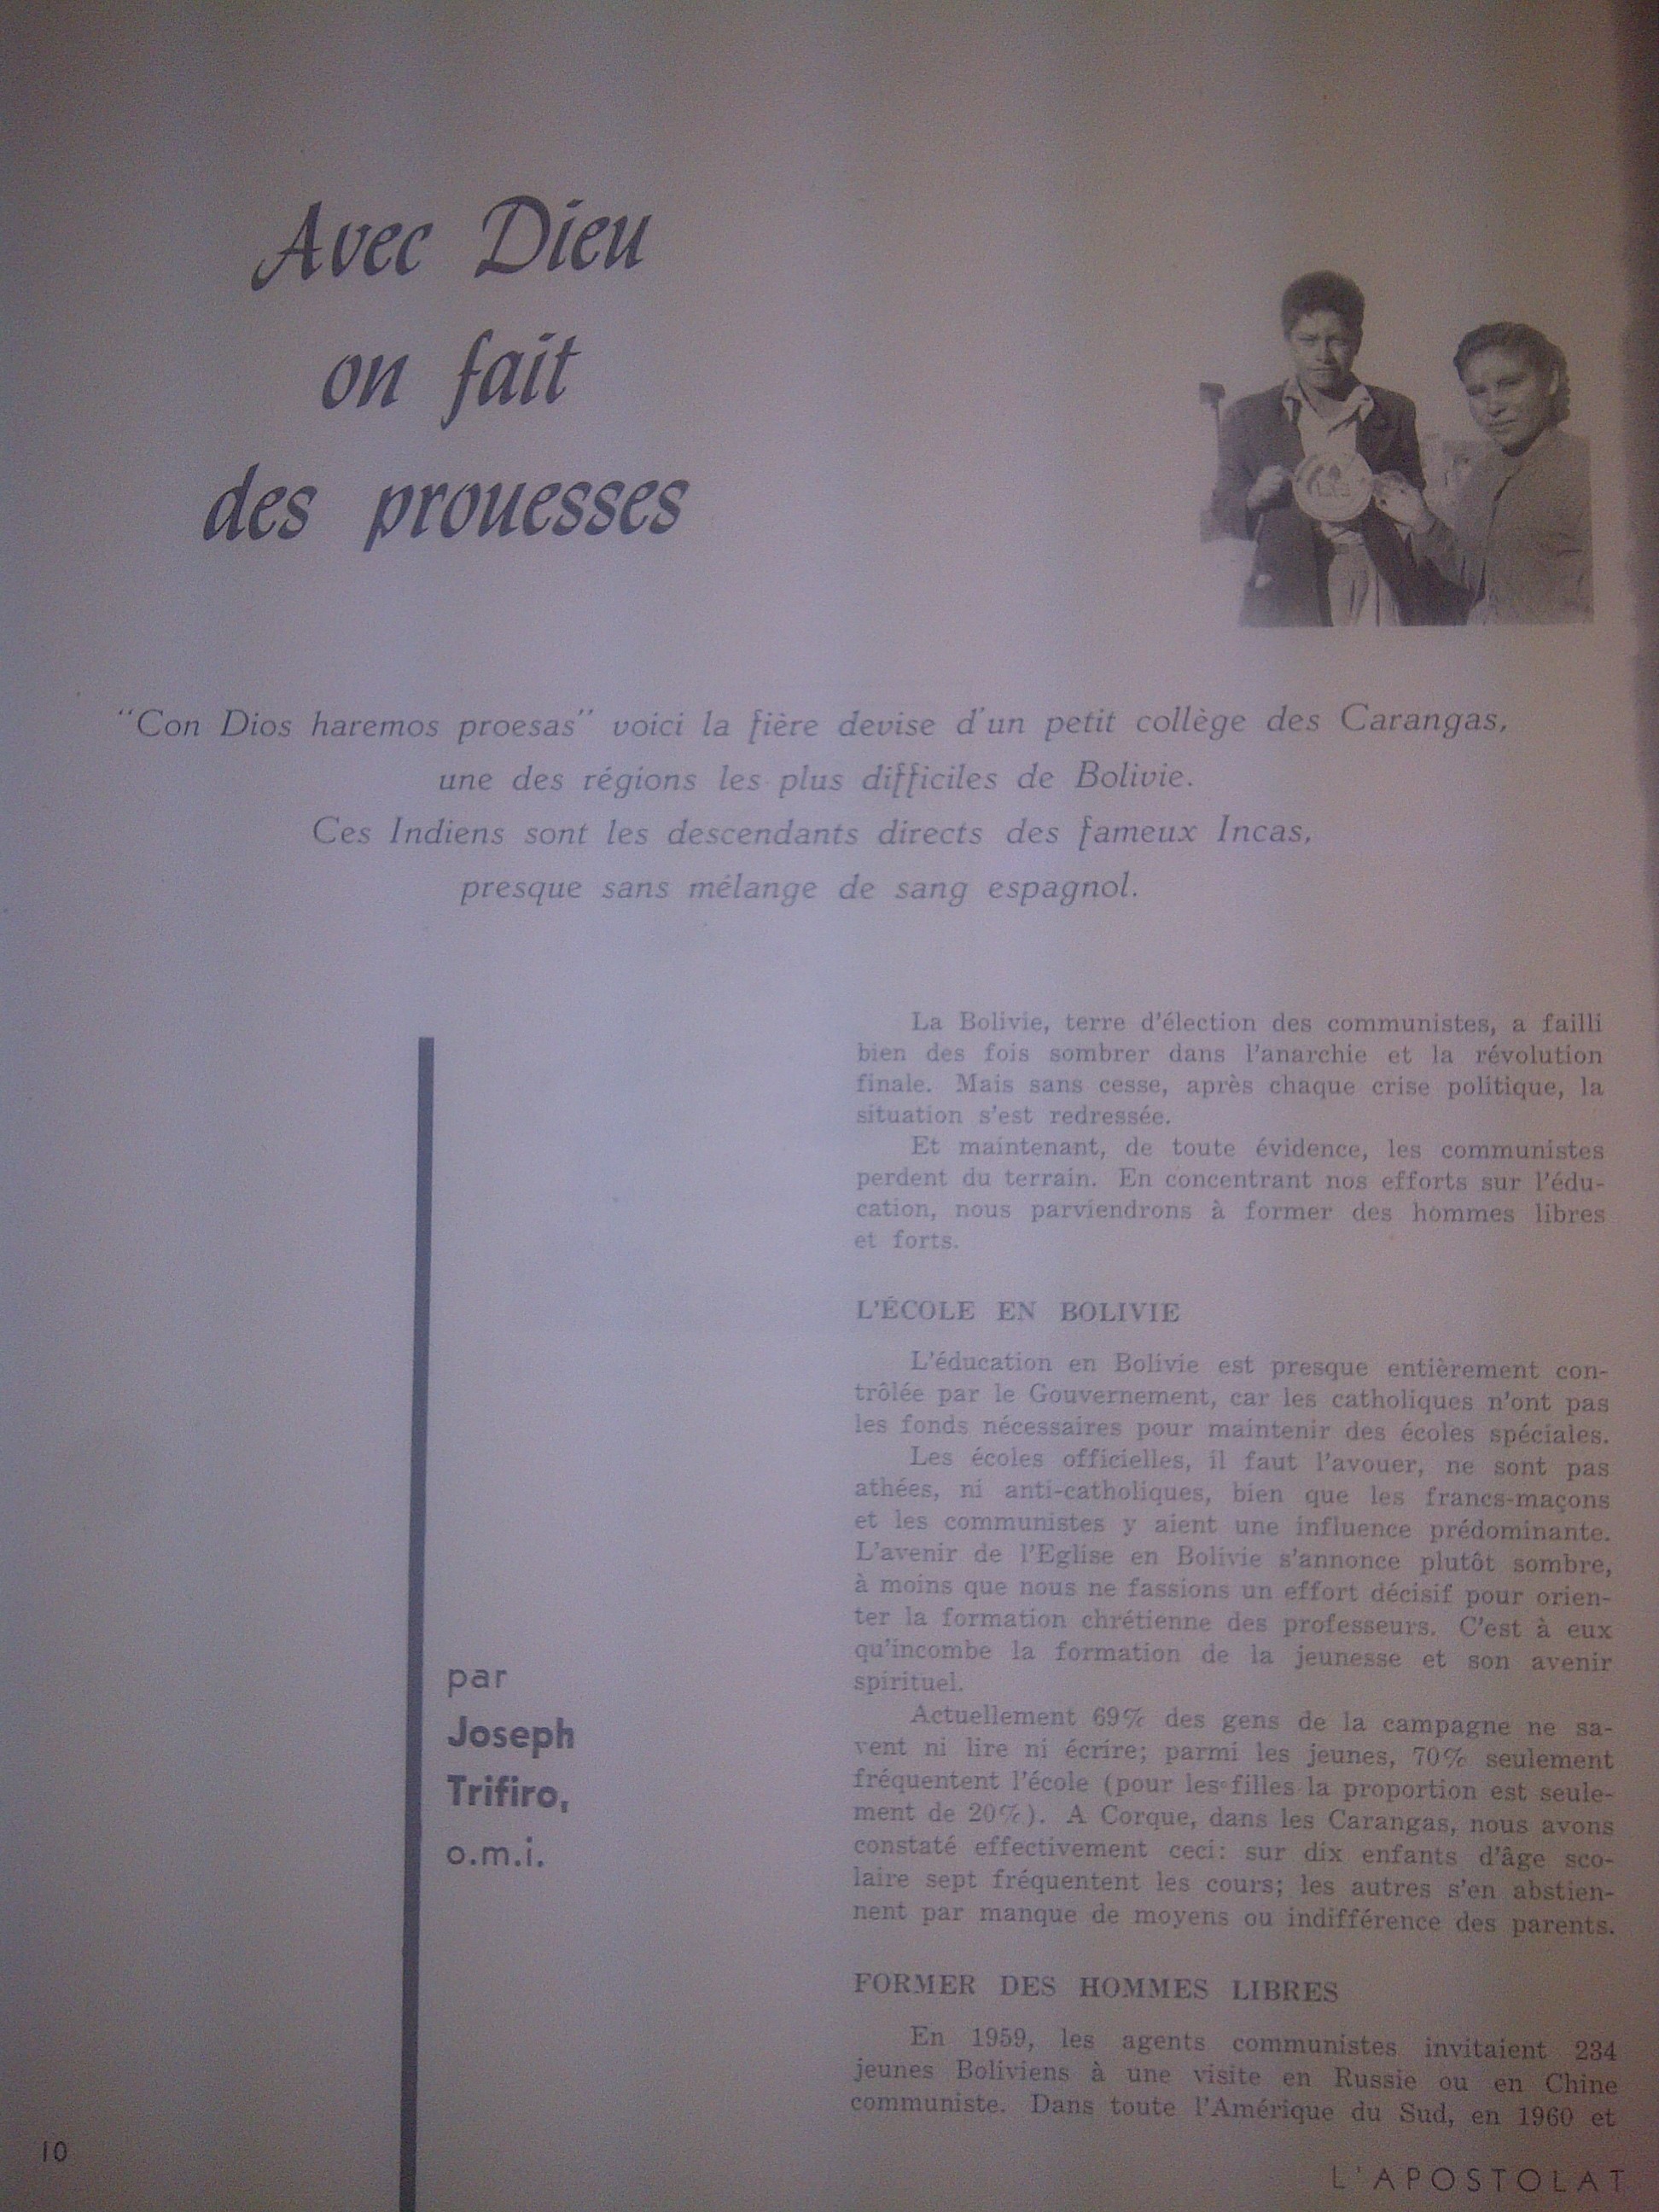 Avec Dieu
on fait
des prouesses
"Con Dios haremos proesas" voici la fière devise d'un petit collège des Carangas,
une des régions les plus difficiles de Bolivie.
Ces Indiens sont les descendants directs des fameux Incas,
presque sans mélange de sang espagnol.
par
Joseph
Trifiro,
o.m.i.
La Bolivie, terre d'élection des communistes, a failli
bien des fois sombrer dans l'anarchie et la révolution
finale. Mais sans cesse, après chaque crise politique, la
situation s'est redressée.
Et maintenant, de toute évidence, les communistes
perdent du terrain. En concentrant nos efforts sur l'édu-
cation, nous parviendrons à former des hommes libres
et forts.
L'ÉCOLE EN BOLIVIE
L'éducation en Bolivie est presque entièrement con-
trôlée par le Gouvernement, car les catholiques n'ont pas
les fonds nécessaires pour maintenir des écoles spéciales.
Les écoles officielles, il faut l'avouer, ne sont pas
athées, ni anti-catholiques, bien que les francs-maçons
et les communistes y aient une influence prédominante.
L'avenir de l'Eglise en Bolivie s'annonce plutôt sombre,
à moins que nous ne fassions un effort décisif pour orien-
ter la formation chrétienne des professeurs. C'est à eux
qu'incombe la formation de la jeunesse et son avenir
spirituel.
Actuellement 69% des gens de la campagne ne sa-
vent ni lire ni écrire; parmi les jeunes, 70% seulement
fréquentent l'école (pour les filles la proportion est seule-
ment de 20%). A Corque, dans les Carangas, nous avons
constaté effectivement ceci: sur dix enfants d'âge sco-
laire sept fréquentent les cours; les autres s'en abstien-
nent par manque de moyens ou indifférence des parents.
FORMER DES HOMMES LIBRES
En 1959, les agents communistes invitaient 234
jeunes Boliviens à une visite en Russie ou en Chine
communiste. Dans toute l'Amérique du Sud, en 1960 et
10
L'APOSTOLAT